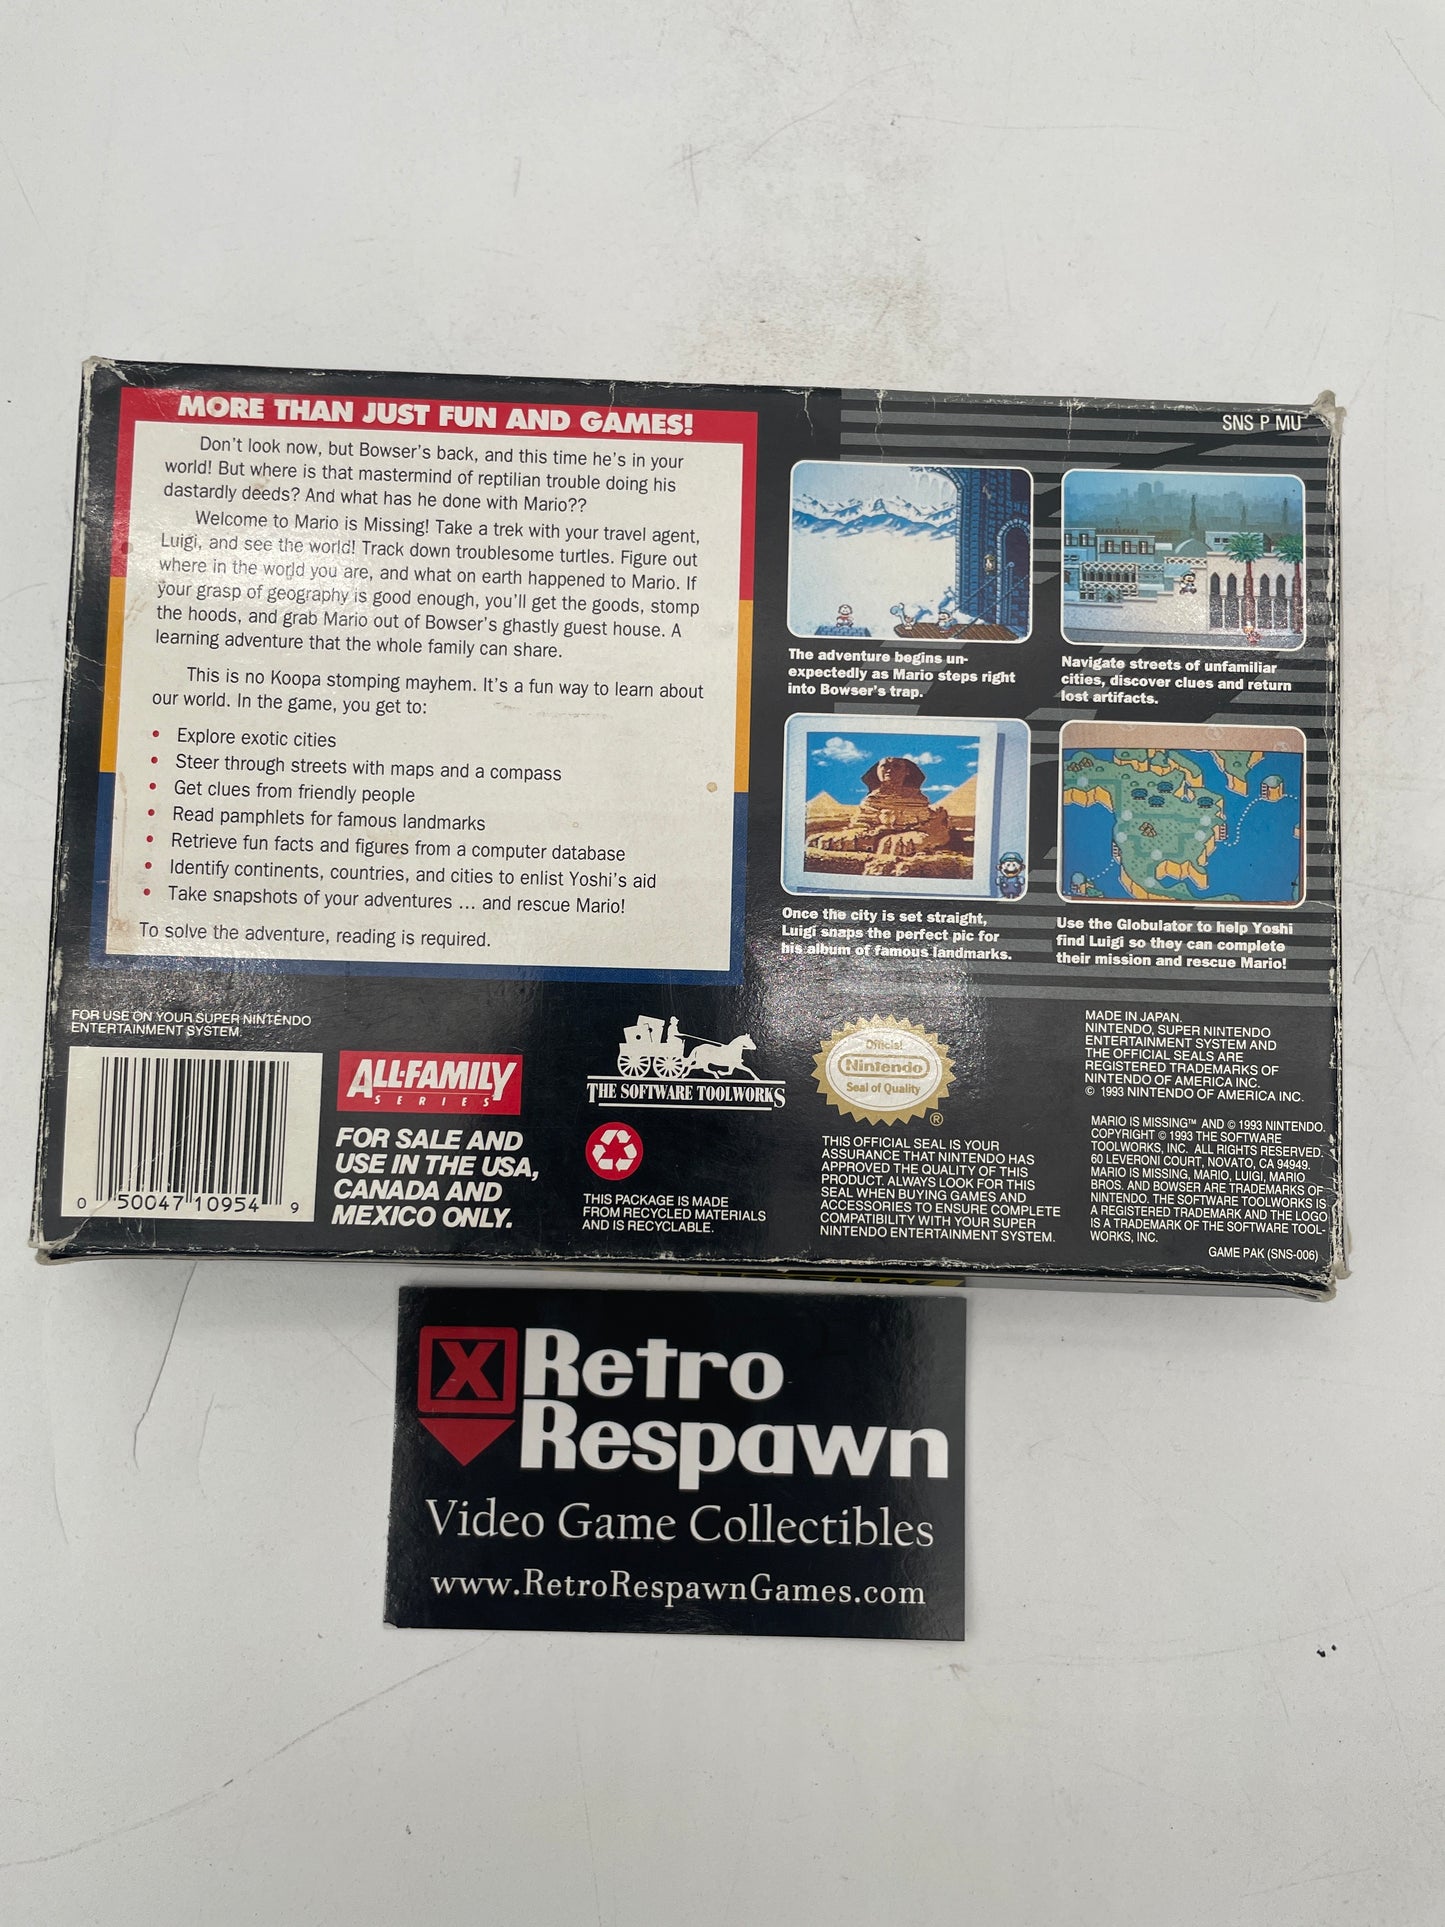 MORE THAN JUST FUN AND GAMES!
Don't look now, but Bowser's back, and this time he's in your
world! But where is that mastermind of reptilian trouble doing his
dastardly deeds? And what has he done with Mario??
Welcome to Mario is Missing! Take a trek with your travel agent,
Luigi, and see the world! Track down troublesome turtles. Figure out
where in the world you are, and what on earth happened to Mario. If
your grasp of geography is good enough, you'll get the goods, stomp
the hoods, and grab Mario out of Bowser's ghastly guest house. A
learning adventure that the whole family can share.
This is no Koopa stomping mayhem. It's a fun way to learn about
our world. In the game, you get to:
• Explore exotic cities
• Steer through streets with maps and a compass
• Get clues from friendly people
• Read pamphlets for famous landmarks
• Retrieve fun facts and figures from a computer database
• Identify continents, countries, and cities to enlist Yoshi's aid
• Take snapshots of your adventures ... and rescue Mario!
To solve the adventure, reading is required.
SNS P MU
The adventure begins un-
expectedly as Mario steps right
into Bowser's trap.
Navigate streets of unfamiliar
cities, discover clues and return
lost artifacts.
Once the city is set straight,
Luigi snaps the perfect pic for
his album of famous landmarks.
Use the Globulator to help Yoshi
find Luigi so they can complete
their mission and rescue Mario!
FOR USE ON YOUR SUPER NINTENDO
ENTERTAINMENT SYSTEM.
0 50047 10954 9
ALL-FAMILY
SERIES
FOR SALE AND
USE IN THE USA,
CANADA AND
MEXICO ONLY.
THE SOFTWARE TOOLWORKS
THIS PACKAGE IS MADE
FROM RECYCLED MATERIALS
AND IS RECYCLABLE.
Official
Nintendo
Seal of Quality
®
THIS OFFICIAL SEAL IS YOUR
ASSURANCE THAT NINTENDO HAS
APPROVED THE QUALITY OF THIS
PRODUCT. ALWAYS LOOK FOR THIS
SEAL WHEN BUYING GAMES AND
ACCESSORIES TO ENSURE COMPLETE
COMPATIBILITY WITH YOUR SUPER
NINTENDO ENTERTAINMENT SYSTEM.
MADE IN JAPAN.
NINTENDO, SUPER NINTENDO
ENTERTAINMENT SYSTEM AND
THE OFFICIAL SEALS ARE
REGISTERED TRADEMARKS OF
NINTENDO OF AMERICA INC.
© 1993 NINTENDO OF AMERICA INC.
MARIO IS MISSING™ AND © 1993 NINTENDO.
COPYRIGHT © 1993 THE SOFTWARE
TOOLWORKS, INC. ALL RIGHTS RESERVED.
60 LEVERONI COURT, NOVATO, CA 94949.
MARIO IS MISSING, MARIO, LUIGI, MARIO
BROS. AND BOWSER ARE TRADEMARKS OF
NINTENDO. THE SOFTWARE TOOLWORKS IS
A REGISTERED TRADEMARK AND THE LOGO
IS A TRADEMARK OF THE SOFTWARE TOOL-
WORKS, INC.
GAME PAK (SNS-006)
X Retro
Respawn
Video Game Collectibles
www.RetroRespawnGames.com